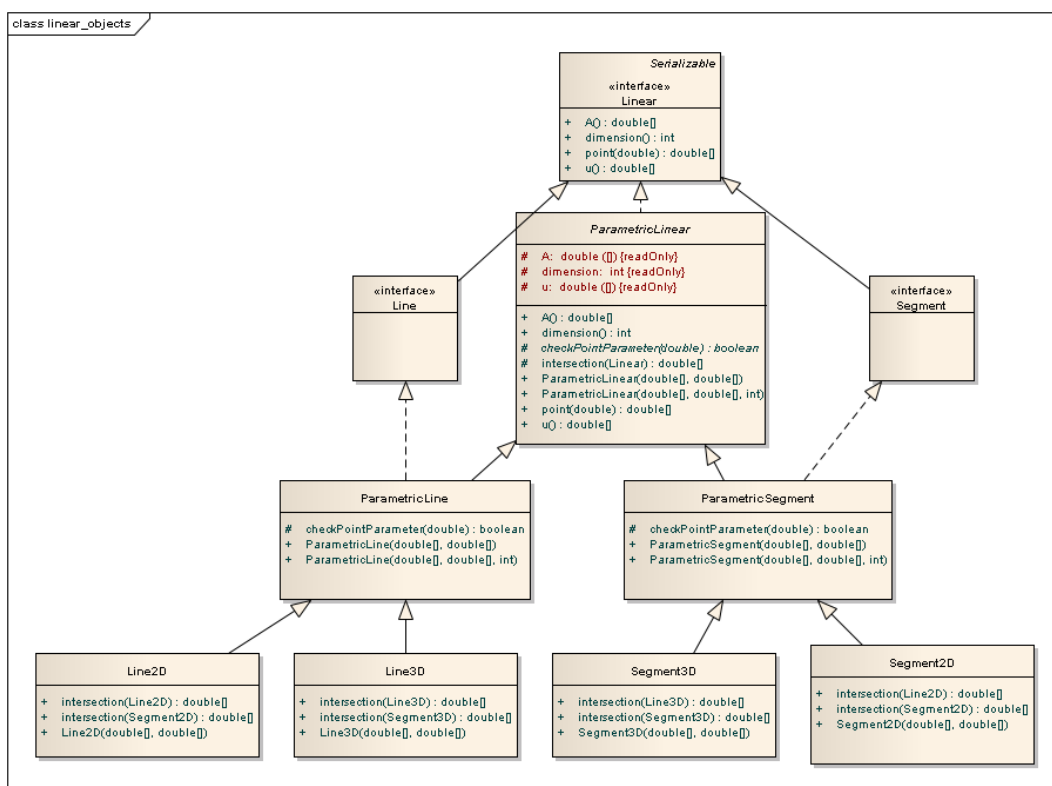 class linear_objects
Serializable
«interface»
Linear
+ A() : double[]
+ dimension() : int
+ point(double) : double[]
+ u() : double[]
ParametricLinear
# A: double ([]) {readOnly}
# dimension: int {readOnly}
# u: double ([]) {readOnly}
+ A() : double[]
+ dimension() : int
# checkPointParameter(double) : boolean
# intersection(Linear) : double[]
+ ParametricLinear(double[], double[])
+ ParametricLinear(double[], double[], int)
+ point(double) : double[]
+ u() : double[]
«interface»
Line
«interface»
Segment
ParametricLine
# checkPointParameter(double) : boolean
+ ParametricLine(double[], double[])
+ ParametricLine(double[], double[], int)
ParametricSegment
# checkPointParameter(double) : boolean
+ ParametricSegment(double[], double[])
+ ParametricSegment(double[], double[], int)
Line2D
+ intersection(Line2D) : double[]
+ intersection(Segment2D) : double[]
+ Line2D(double[], double[])
Line3D
+ intersection(Line3D) : double[]
+ intersection(Segment3D) : double[]
+ Line3D(double[], double[])
Segment3D
+ intersection(Line3D) : double[]
+ intersection(Segment3D) : double[]
+ Segment3D(double[], double[])
Segment2D
+ intersection(Line2D) : double[]
+ intersection(Segment2D) : double[]
+ Segment2D(double[], double[])